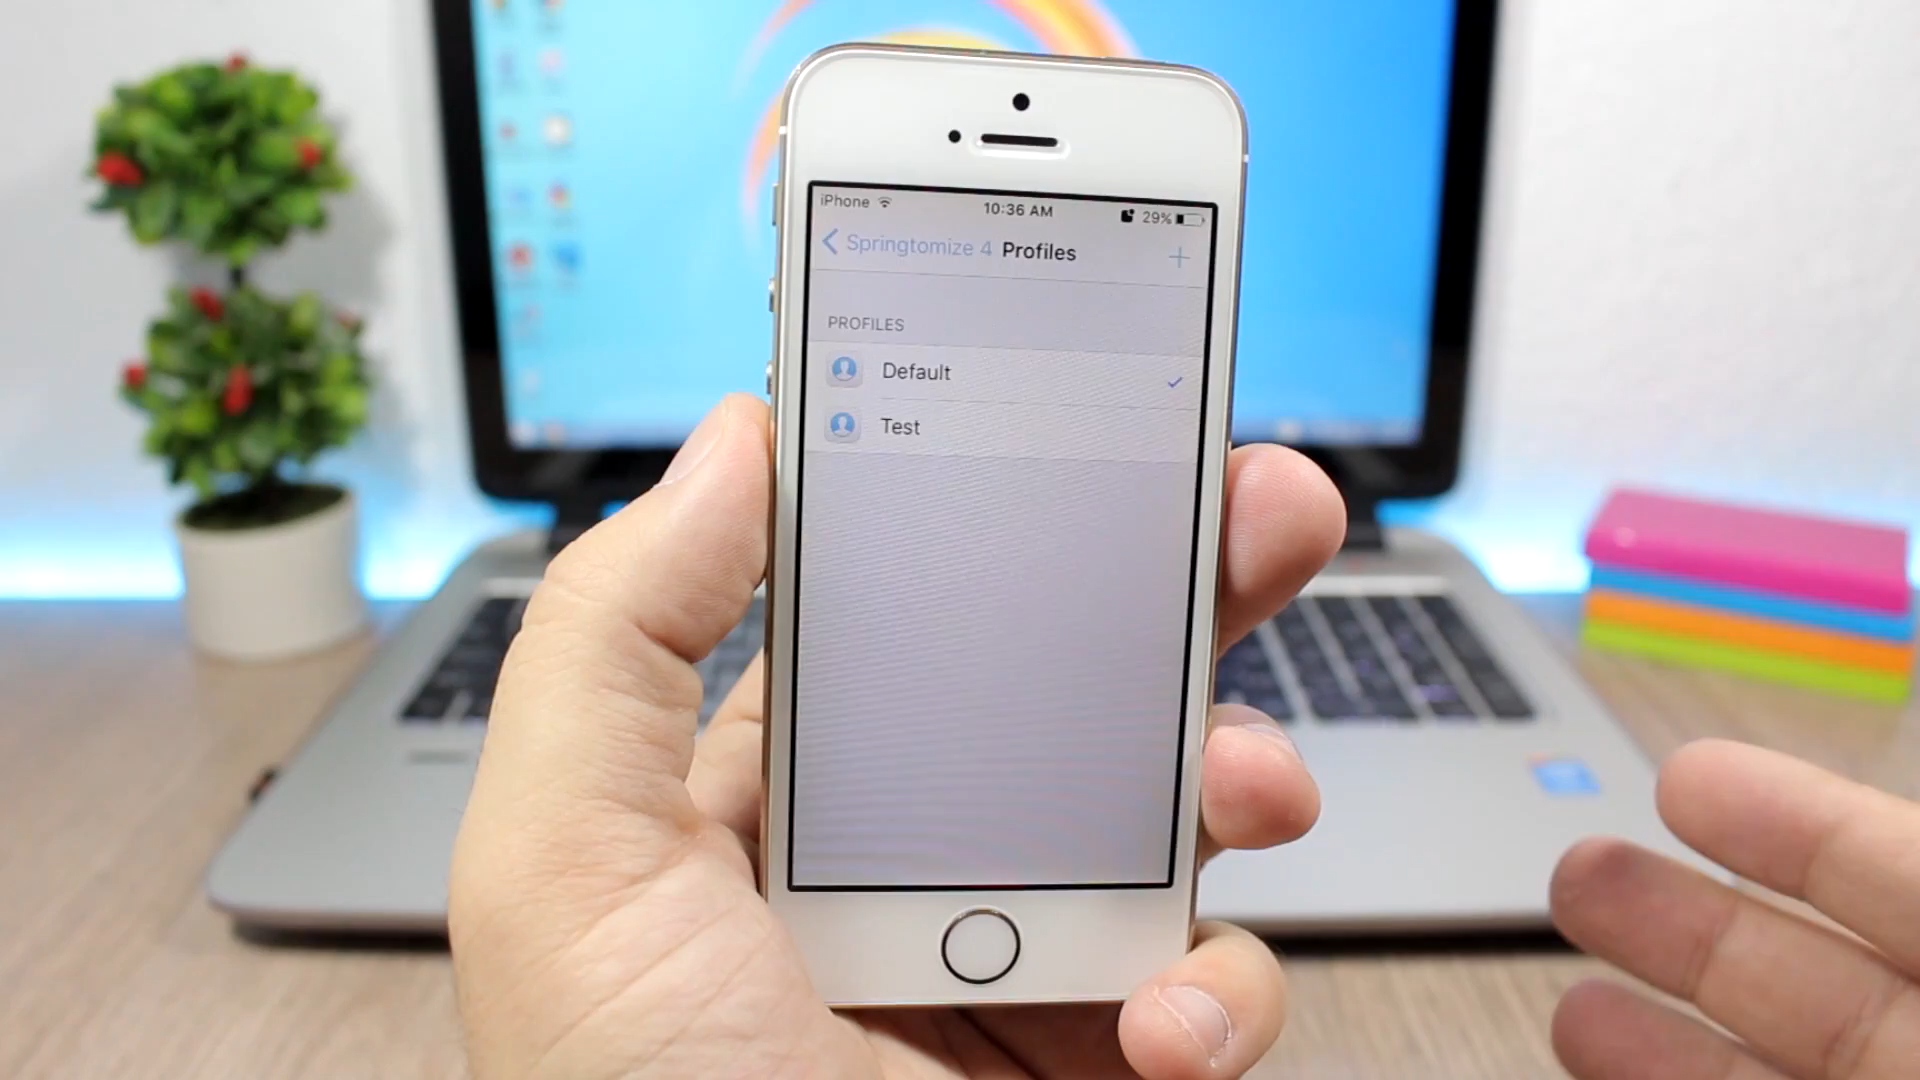 iPhone 10:36 AM 29%
Springtomize 4 Profiles +
PROFILES
Default
Test